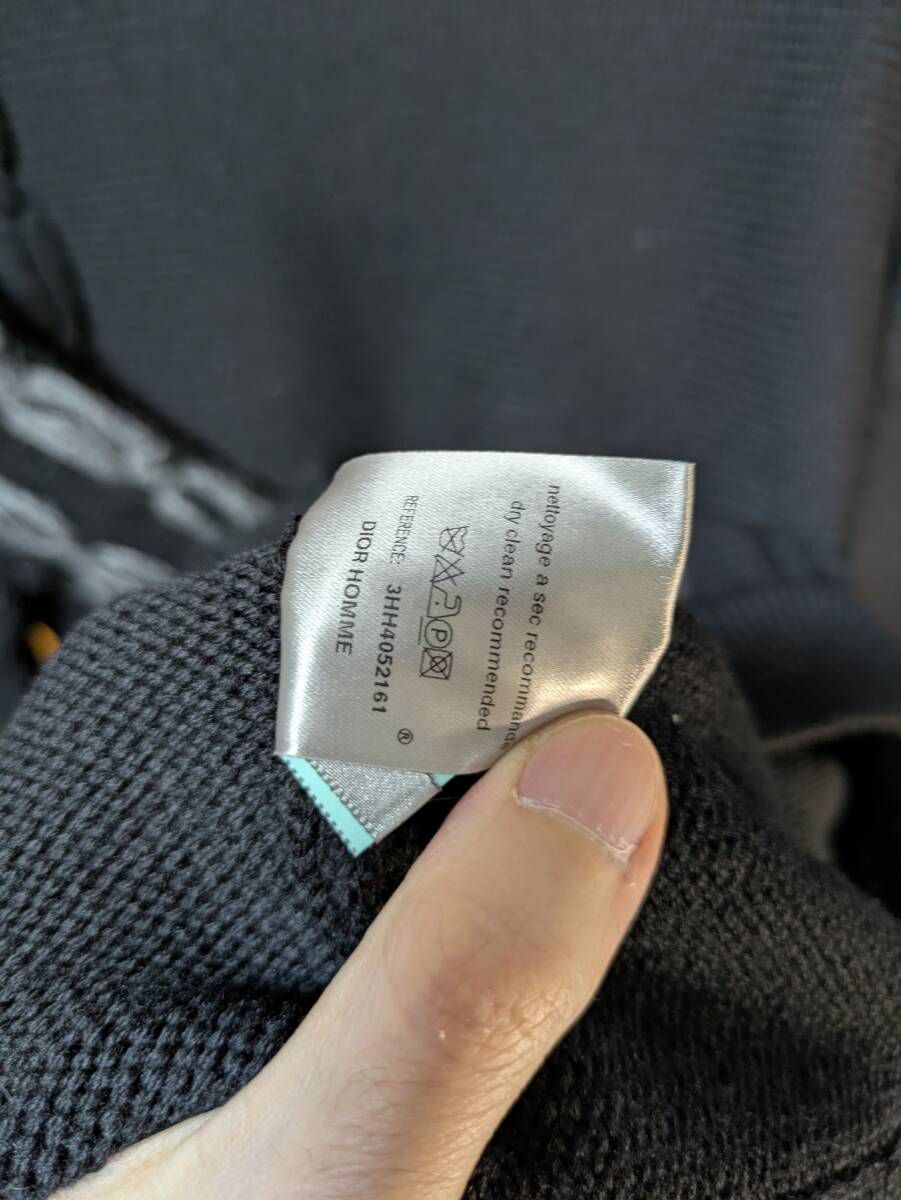 nettoyage a sec recommandé
dry clean recommended
P
REFERENCE: 3HH4052161
DIOR HOMME
®